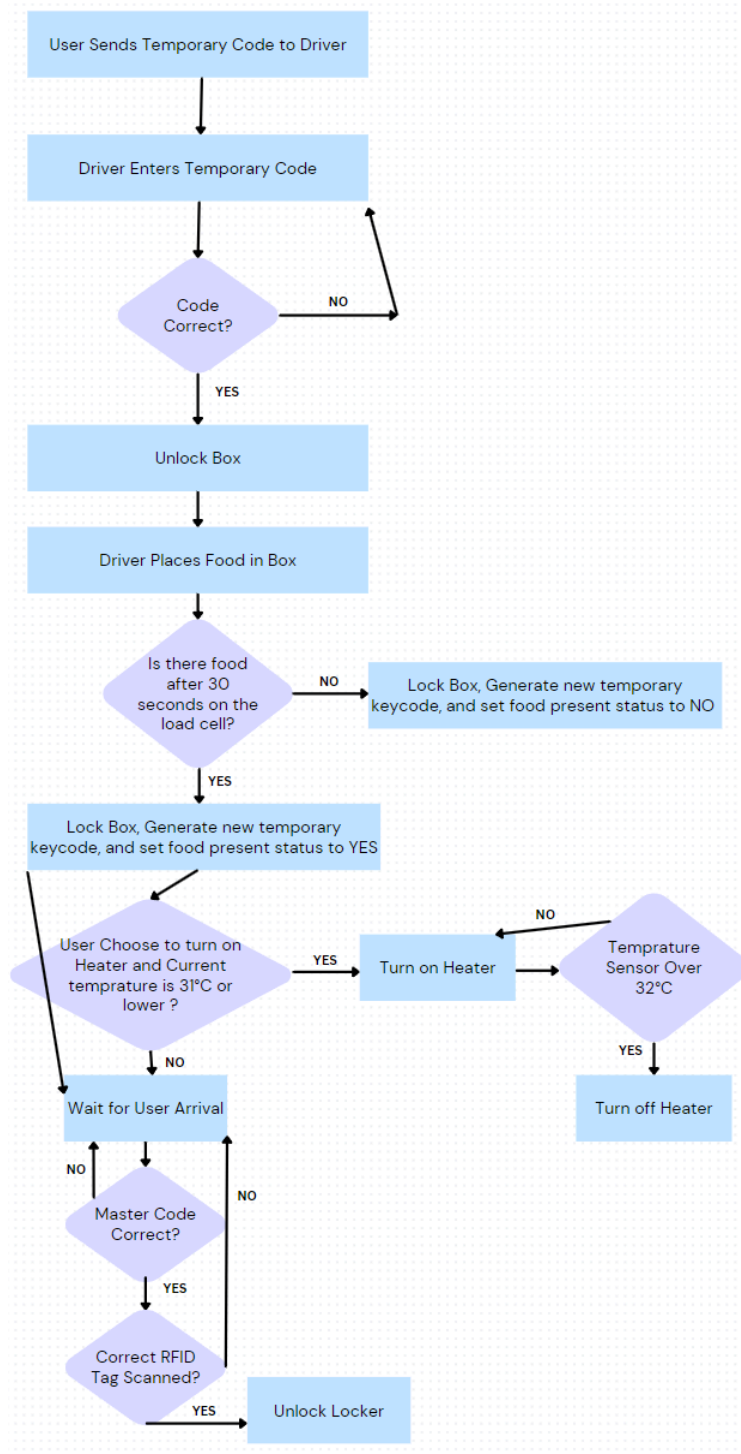 User Sends Temporary Code to Driver
Driver Enters Temporary Code
Code
Correct?
NO
YES
Unlock Box
Driver Places Food in Box
Is there food
after 30
seconds on the
load cell?
NO
Lock Box, Generate new temporary
keycode, and set food present status to NO
YES
Lock Box, Generate new temporary
keycode, and set food present status to YES
User Choose to turn on
Heater and Current
temprature is 31°C or
lower ?
YES
Turn on Heater
NO
Temprature
Sensor Over
32°C
YES
Turn off Heater
NO
Wait for User Arrival
NO
Master Code
Correct?
NO
YES
Correct RFID
Tag Scanned?
YES
Unlock Locker